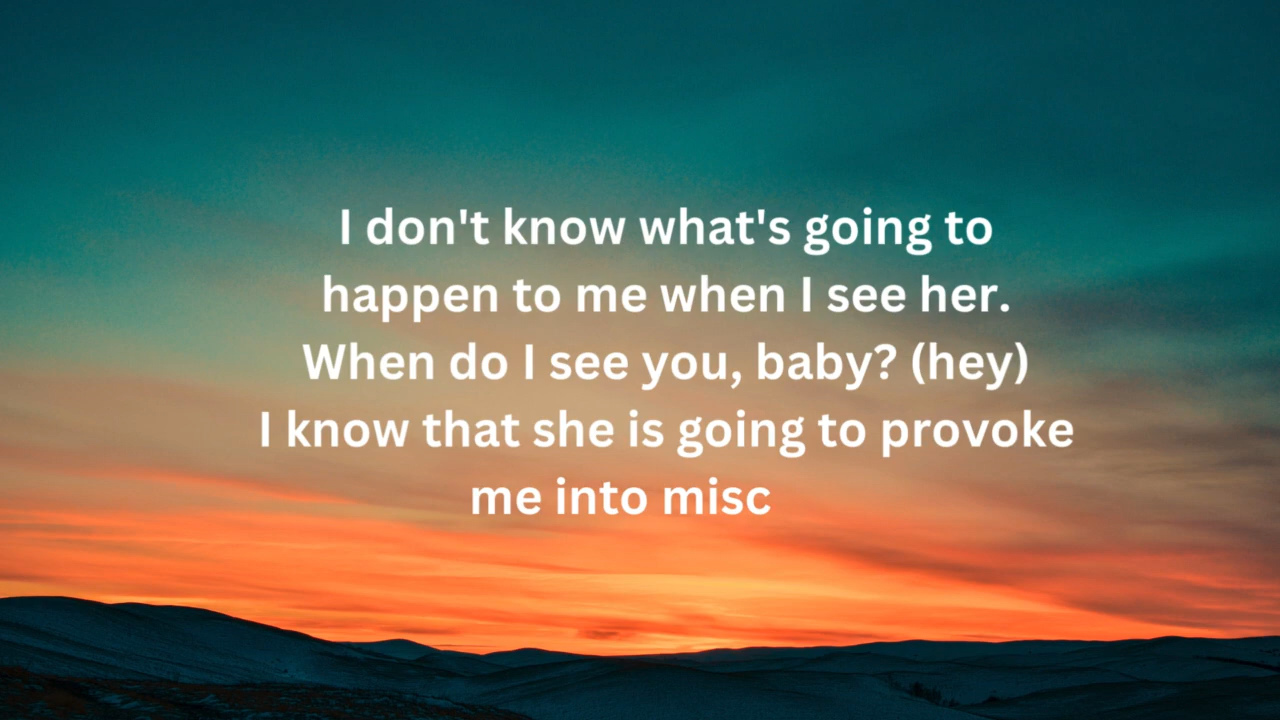 I don't know what's going to
happen to me when I see her.
When do I see you, baby? (hey)
I know that she is going to provoke
me into misc